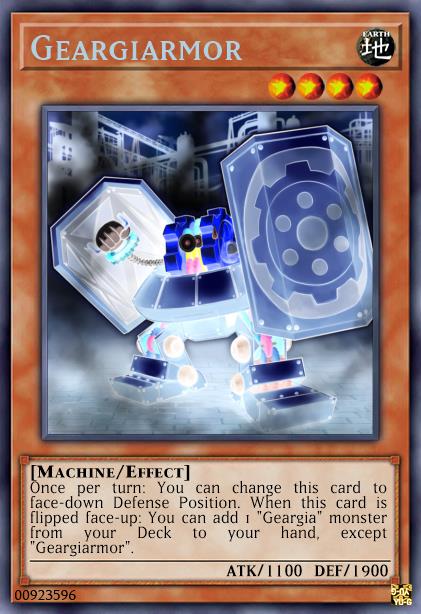 GEARGIARMOR
EARTH
地
[MACHINE/EFFECT]
Once per turn: You can change this card to
face-down Defense Position. When this card is
flipped face-up: You can add 1 "Geargia" monster
from your Deck to your hand, except
"Geargiarmor".
ATK/1100 DEF/1900
00923596